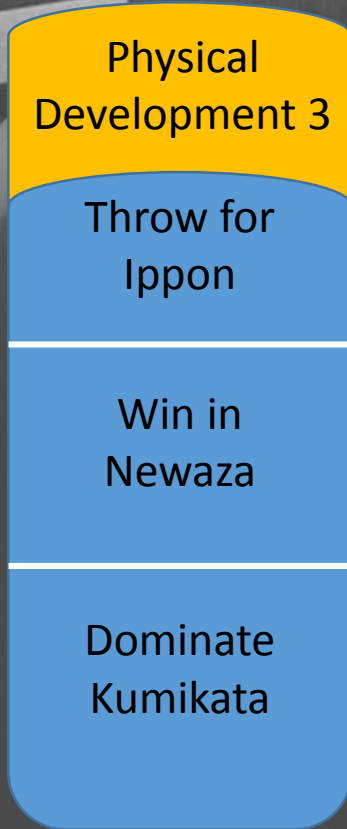 Physical
Development 3
Throw for
Ippon
Win in
Newaza
Dominate
Kumikata